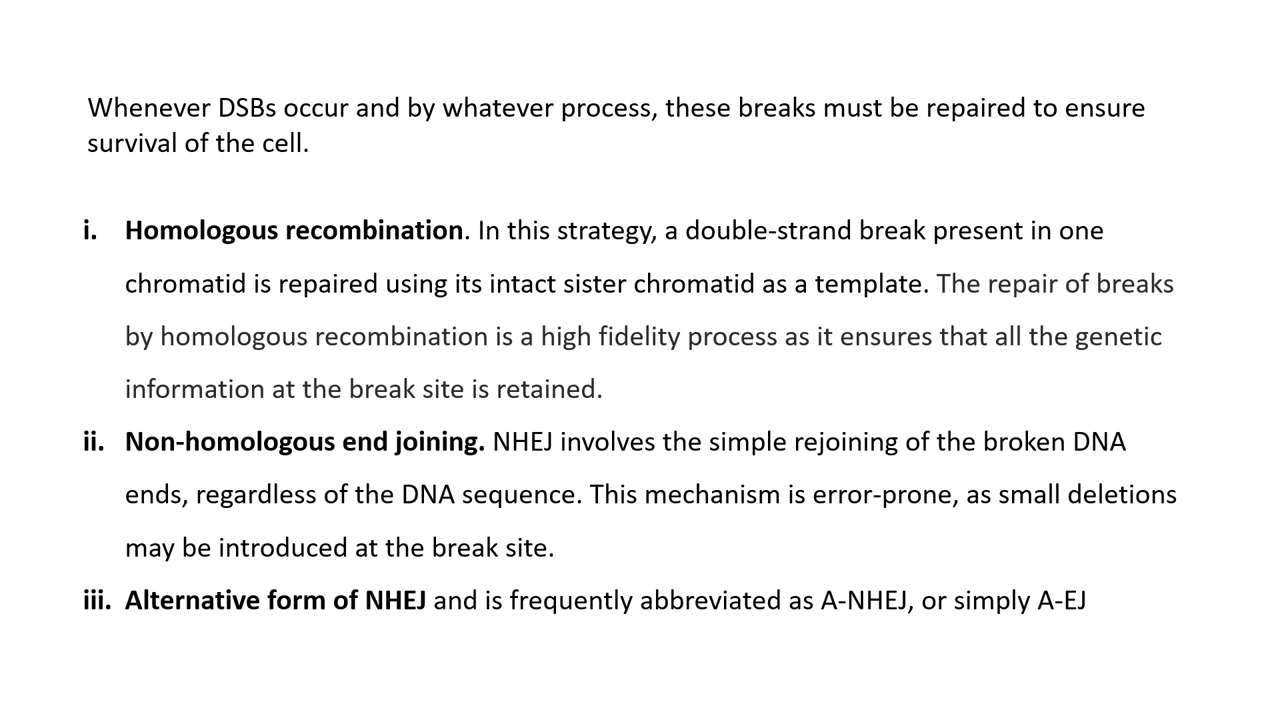 Whenever DSBs occur and by whatever process, these breaks must be repaired to ensure
survival of the cell.
i. Homologous recombination. In this strategy, a double-strand break present in one
chromatid is repaired using its intact sister chromatid as a template. The repair of breaks
by homologous recombination is a high fidelity process as it ensures that all the genetic
information at the break site is retained.
ii. Non-homologous end joining. NHEJ involves the simple rejoining of the broken DNA
ends, regardless of the DNA sequence. This mechanism is error-prone, as small deletions
may be introduced at the break site.
iii. Alternative form of NHEJ and is frequently abbreviated as A-NHEJ, or simply A-EJ